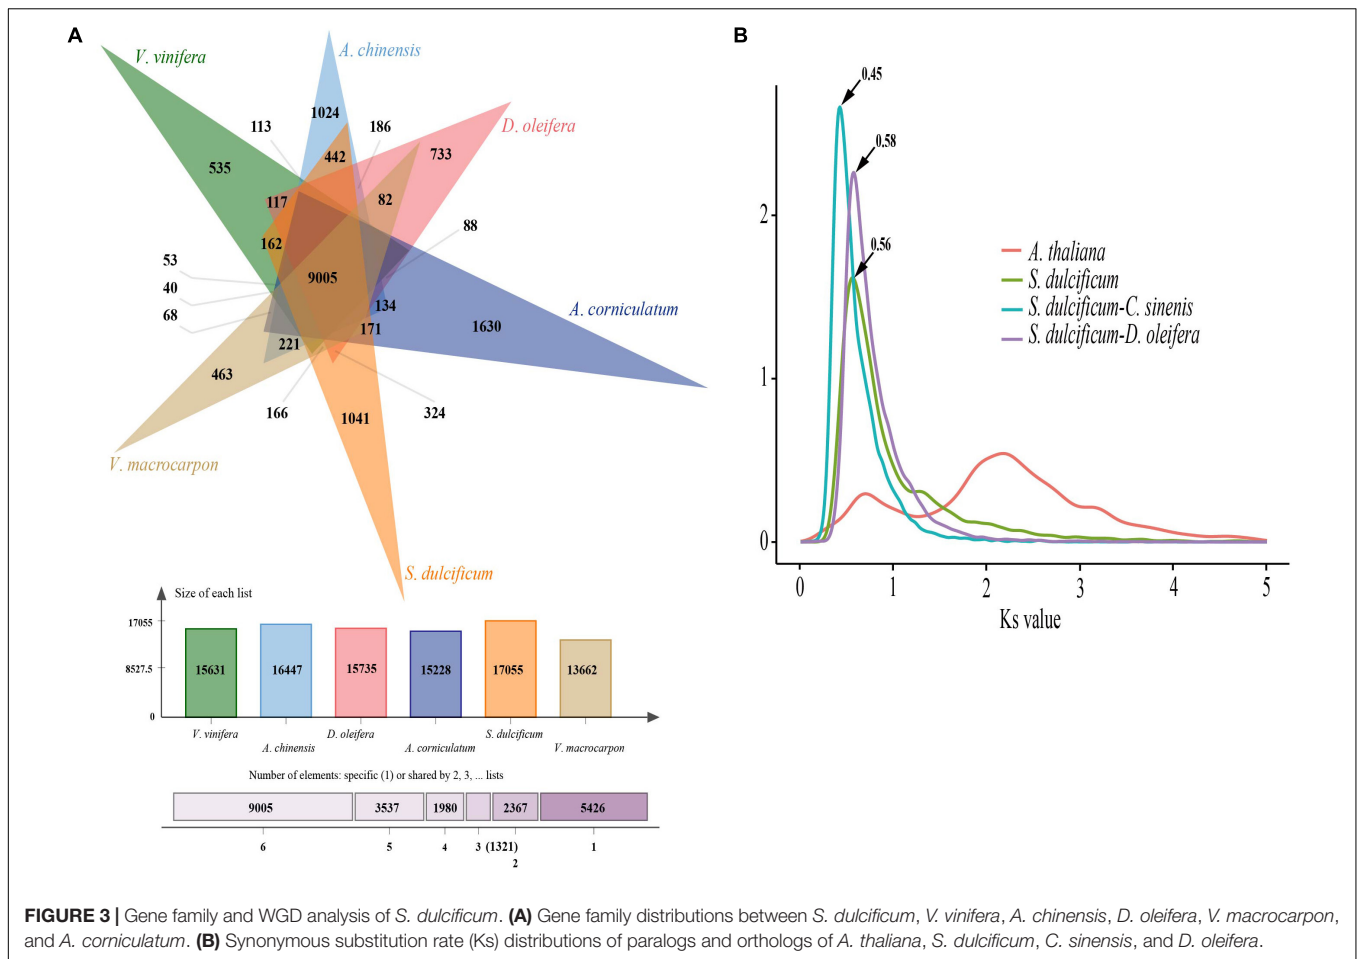 A
B
V. vinifera
A. chinensis
D. oleifera
A. corniculatum
V. macrocarpon
S. dulcificum
113
1024
186
535
442
733
117
82
162
88
53
9005
40
134
68
171
1630
221
463
166
1041
324
Size of each list
17055
8527.5
0
15631
16447
15735
15228
17055
13662
V. vinifera
A. chinensis
D. oleifera
A. corniculatum
S. dulcificum
V. macrocarpon
Number of elements: specific (1) or shared by 2, 3, ... lists
9005 3537 1980 2367 5426
6 5 4 3 (1321) 1
2
0.45
0.58
0.56
2
1
0
A. thaliana
S. dulcificum
S. dulcificum-C. sinenis
S. dulcificum-D. oleifera
0 1 2 3 4 5
Ks value
FIGURE 3 | Gene family and WGD analysis of S. dulcificum. (A) Gene family distributions between S. dulcificum, V. vinifera, A. chinensis, D. oleifera, V. macrocarpon,
and A. corniculatum. (B) Synonymous substitution rate (Ks) distributions of paralogs and orthologs of A. thaliana, S. dulcificum, C. sinensis, and D. oleifera.